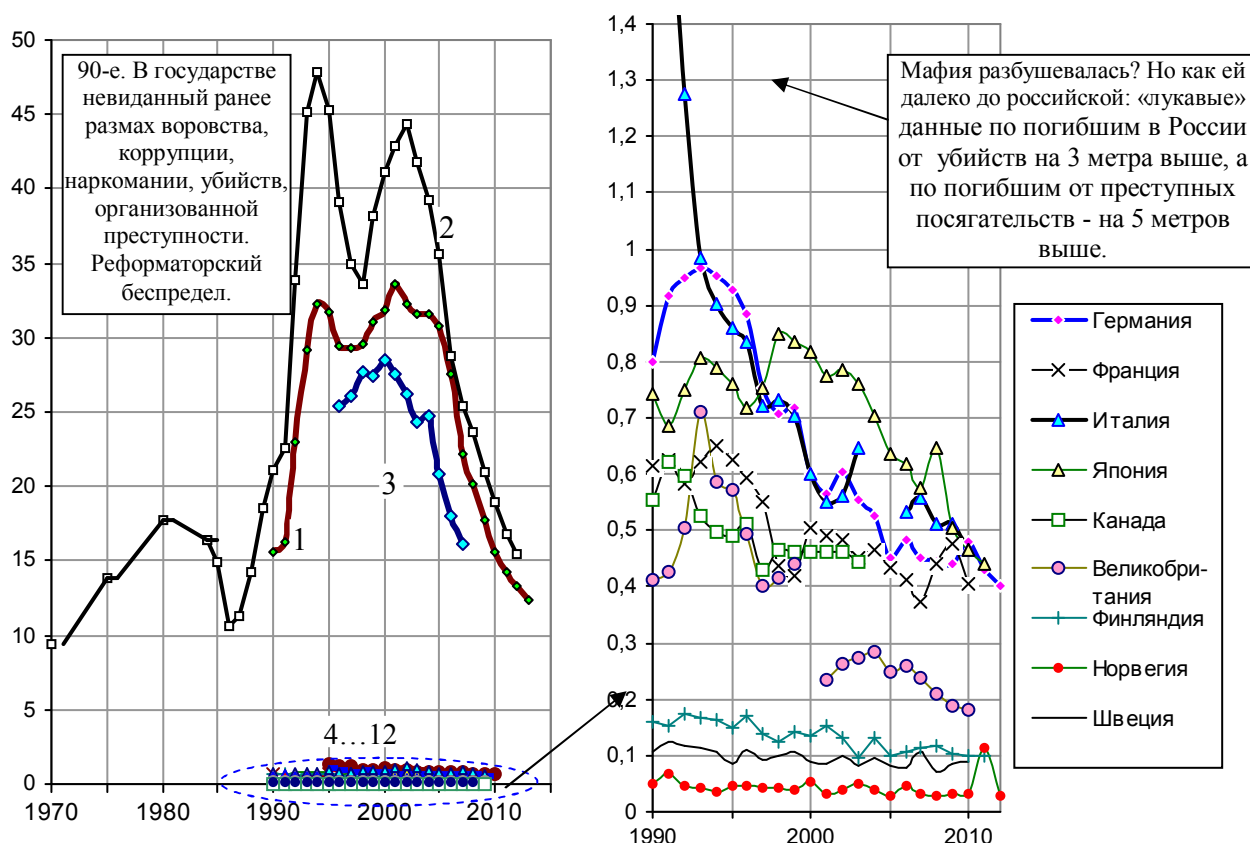 50
45
40
35
30
25
20
15
10
5
0
1970
1980
1990
2000
2010
90-е. В государстве
невиданный ранее
размах воровства,
коррупции,
наркомании, убийств,
организованной
преступности.
Реформаторский
беспредел.
2
1
3
4…12
1,4
1,3
1,2
1,1
1
0,9
0,8
0,7
0,6
0,5
0,4
0,3
0,2
0,1
0
1990
2000
2010
Мафия разбушевалась? Но как ей
далеко до российской: «лукавые»
данные по погибшим в России
от убийств на 3 метра выше, а
по погибшим от преступных
посягательств - на 5 метров
выше.
Германия
Франция
Италия
Япония
Канада
Великобри-
тания
Финляндия
Норвегия
Швеция